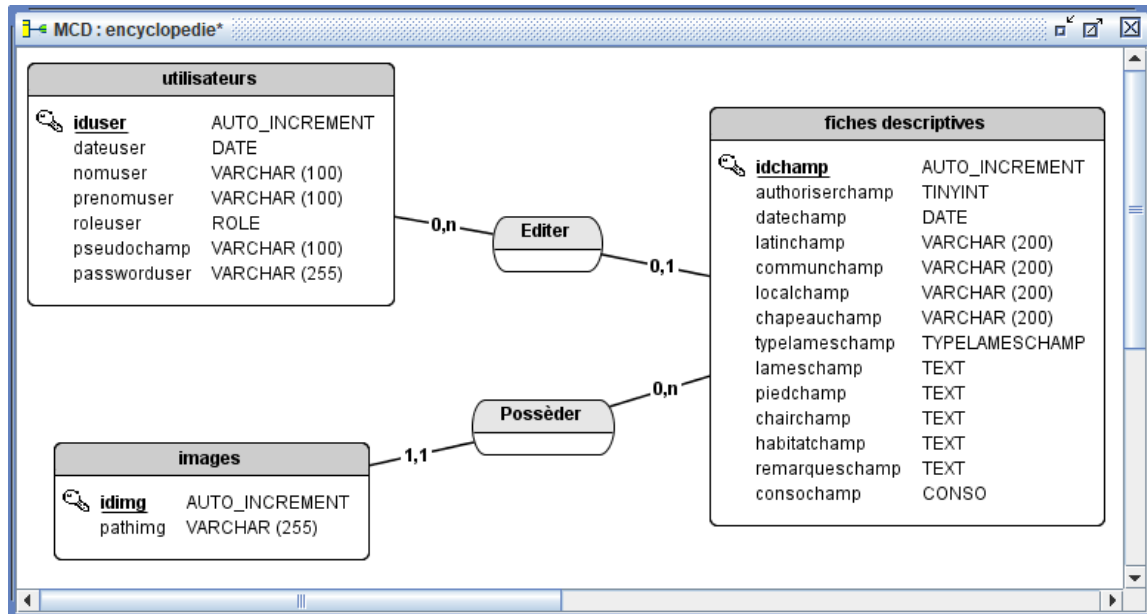 MCD : encyclopedie*
utilisateurs
iduser AUTO_INCREMENT
dateuser DATE
nomuser VARCHAR (100)
prenomuser VARCHAR (100)
roleuser ROLE
pseudochamp VARCHAR (100)
passworduser VARCHAR (255)
0,n
Editer
0,1
fiches descriptives
idchamp AUTO_INCREMENT
authoriserchamp TINYINT
datechamp DATE
latinchamp VARCHAR (200)
communchamp VARCHAR (200)
localchamp VARCHAR (200)
chapeauchamp VARCHAR (200)
typelameschamp TYPELAMESCHAMP
lameschamp TEXT
piedchamp TEXT
chairchamp TEXT
habitatchamp TEXT
remarqueschamp TEXT
consochamp CONSO
0,n
Possèder
1,1
images
idimg AUTO_INCREMENT
pathimg VARCHAR (255)